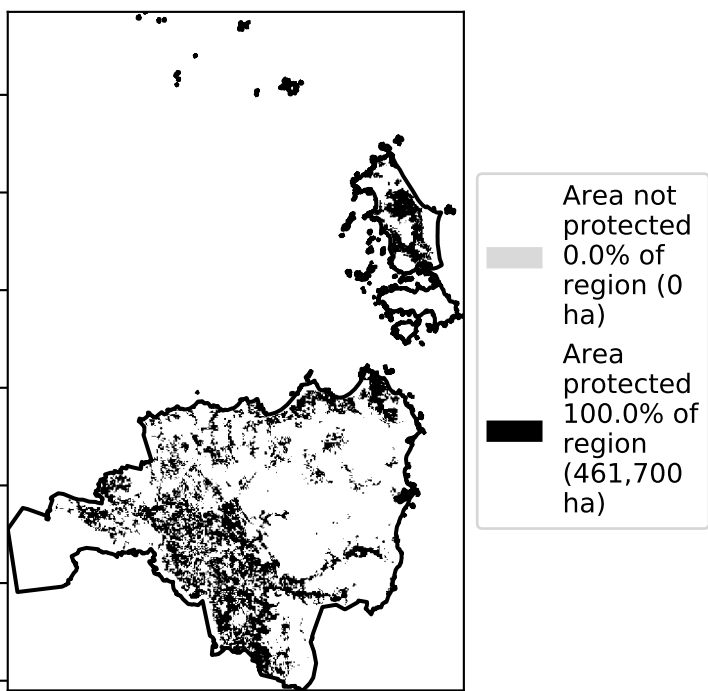 Area not
protected
0.0% of
region (0
ha)
Area
protected
100.0% of
region
(461,700
ha)